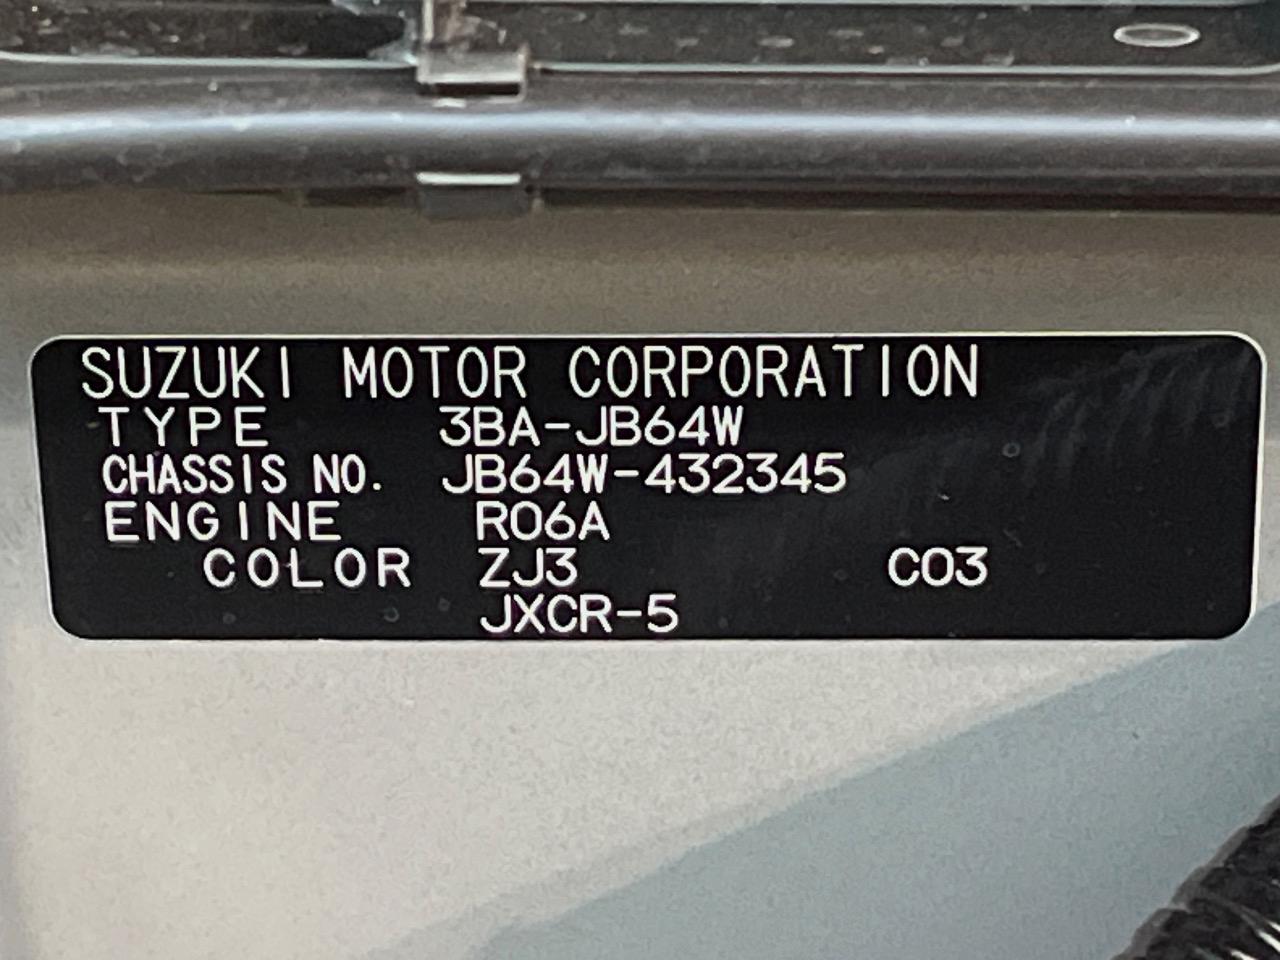 SUZUKI MOTOR CORPORATION
TYPE 3BA-JB64W
CHASSIS NO. JB64W-432345
ENGINE R06A
COLOR ZJ3 C03
JXCR-5